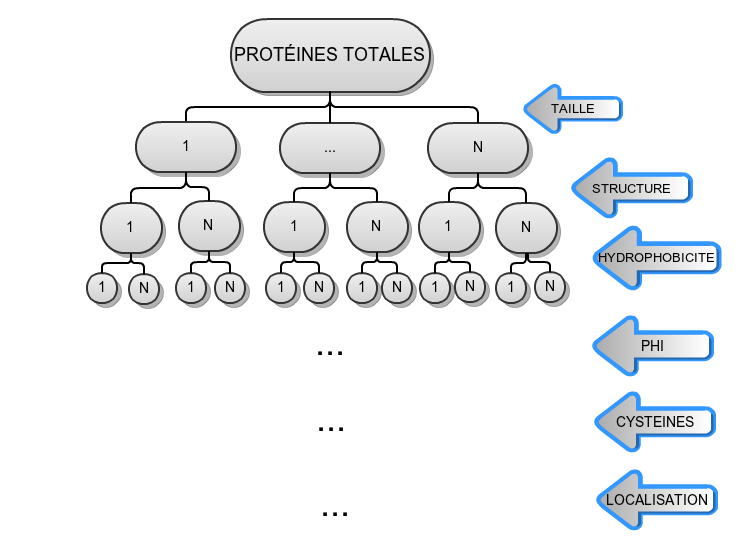 PROTÉINES TOTALES
TAILLE
1 ... N
STRUCTURE
1 N 1 N 1 N
HYDROPHOBICITE
1 N 1 N 1 N 1 N 1 N 1 N
... PHI
... CYSTEINES
... LOCALISATION